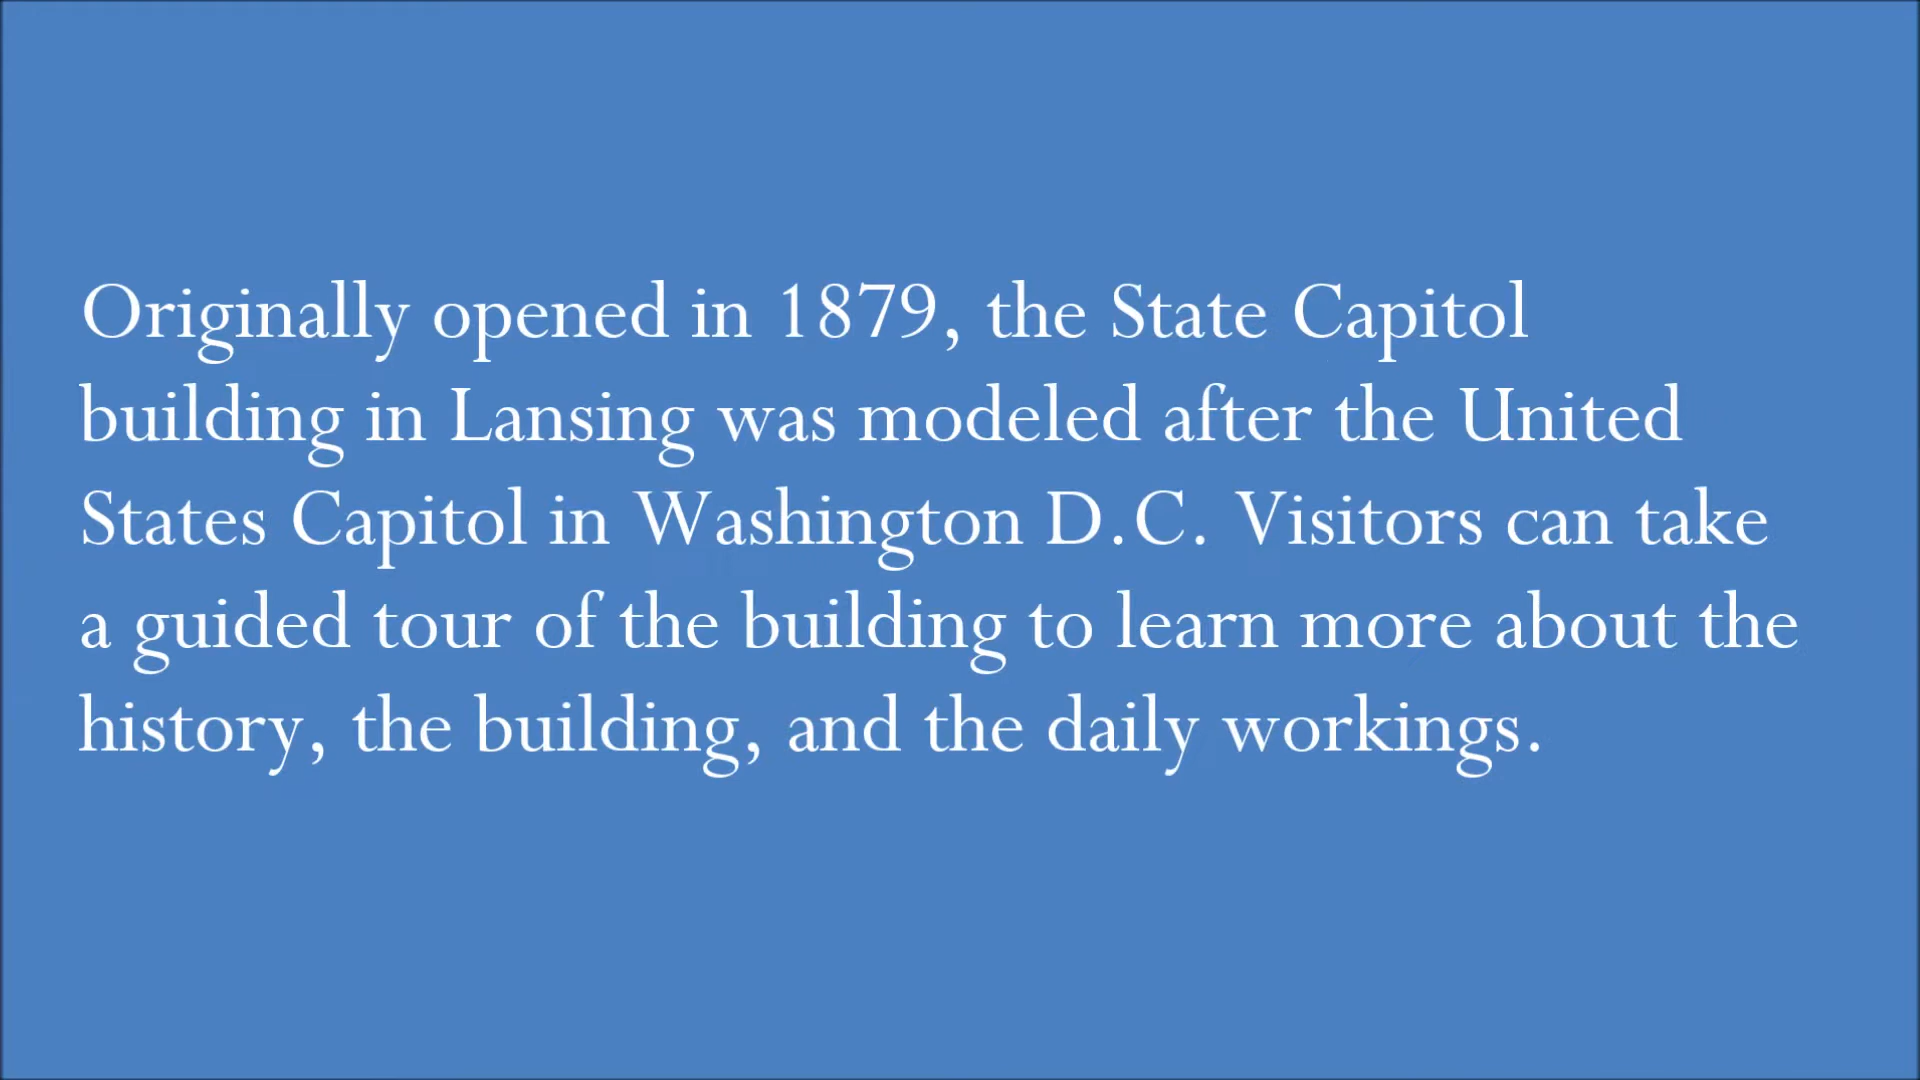 Originally opened in 1879, the State Capitol
building in Lansing was modeled after the United
States Capitol in Washington D.C. Visitors can take
a guided tour of the building to learn more about the
history, the building, and the daily workings.